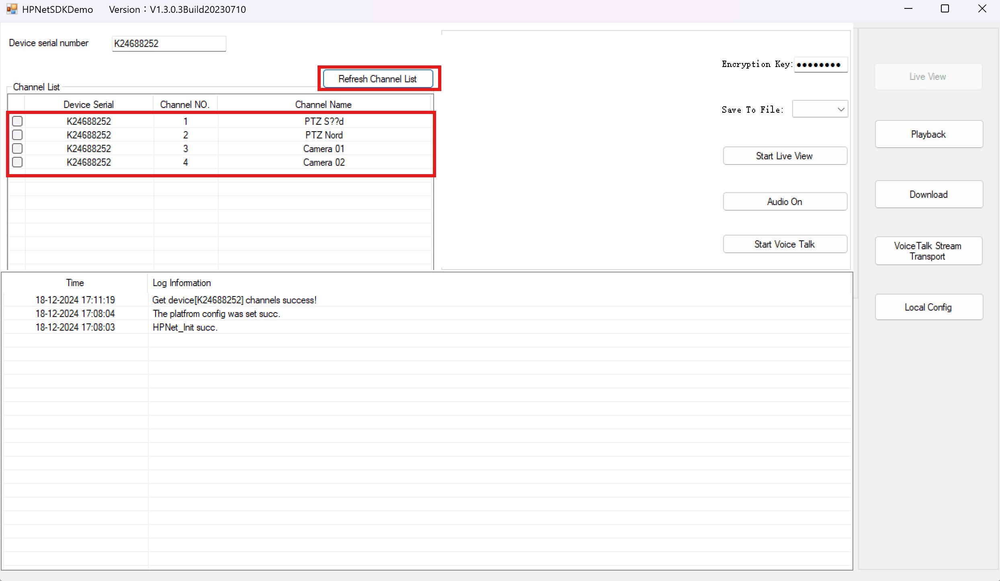 HPNetSDKDemo Version：V1.3.0.3Build20230710
Device serial number K24688252
Refresh Channel List
Channel List
Device Serial Channel NO. Channel Name
K24688252 1 PTZ S??d
K24688252 2 PTZ Nord
K24688252 3 Camera 01
K24688252 4 Camera 02
Encryption Key:
Save To File:
Start Live View
Audio On
Start Voice Talk
Live View
Playback
Download
VoiceTalk Stream
Transport
Local Config
Time Log Information
18-12-2024 17:11:19 Get device[K24688252] channels success!
18-12-2024 17:08:04 The platfrom config was set succ.
18-12-2024 17:08:03 HPNet_Init succ.